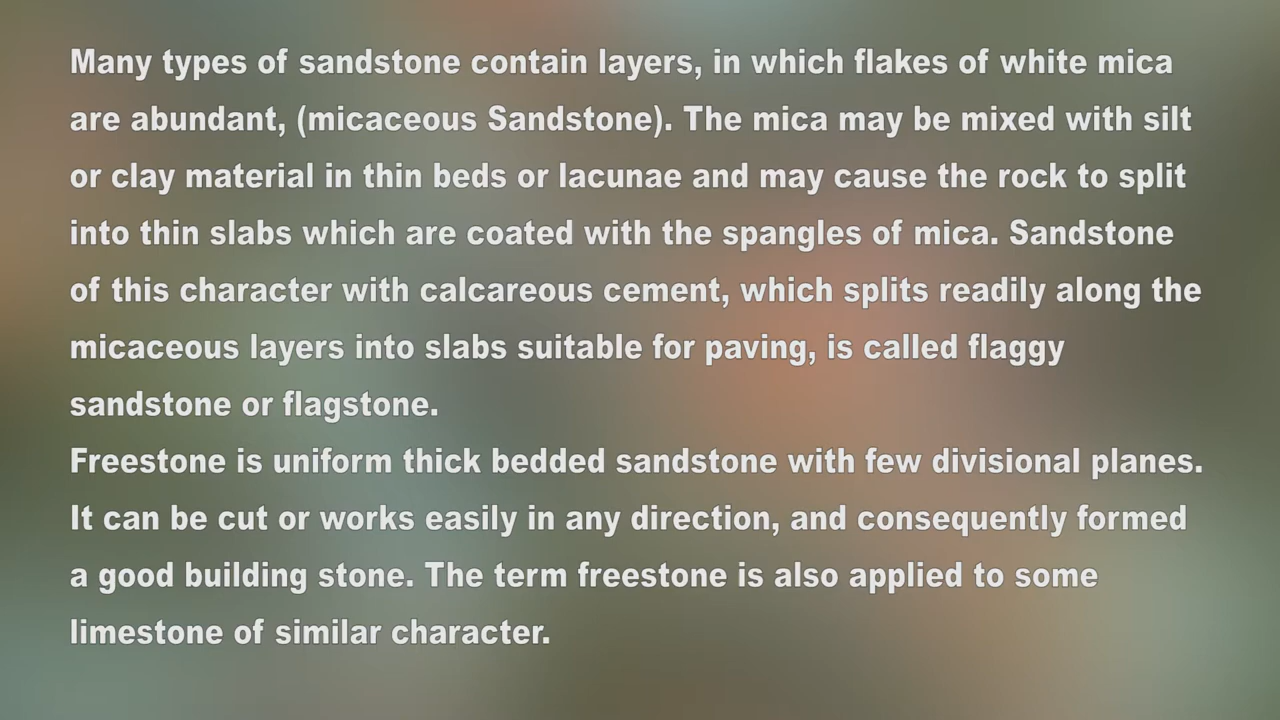 Many types of sandstone contain layers, in which flakes of white mica
are abundant, (micaceous Sandstone). The mica may be mixed with silt
or clay material in thin beds or lacunae and may cause the rock to split
into thin slabs which are coated with the spangles of mica. Sandstone
of this character with calcareous cement, which splits readily along the
micaceous layers into slabs suitable for paving, is called flaggy
sandstone or flagstone.
Freestone is uniform thick bedded sandstone with few divisional planes.
It can be cut or works easily in any direction, and consequently formed
a good building stone. The term freestone is also applied to some
limestone of similar character.